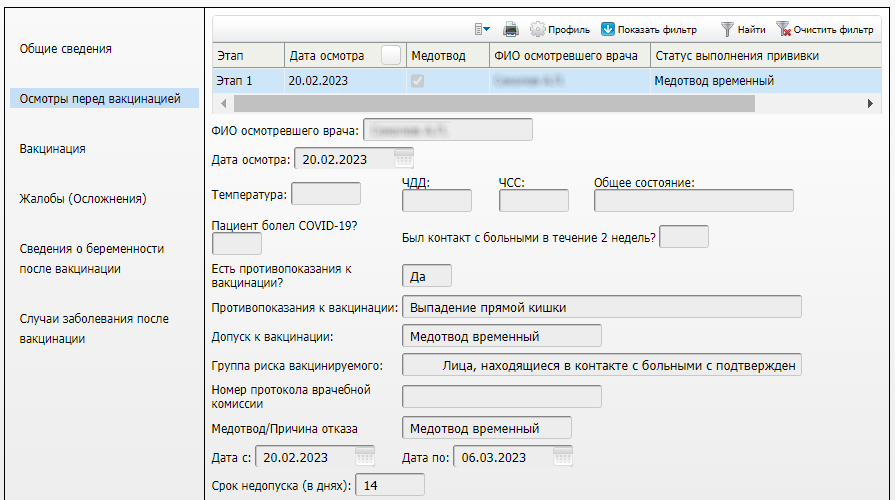 Общие сведения
Осмотры перед вакцинацией
Вакцинация
Жалобы (Осложнения)
Сведения о беременности
после вакцинации
Случаи заболевания после
вакцинации
Профиль Показать фильтр Найти Очистить фильтр
Этап Дата осмотра Медотвод ФИО осмотревшего врача Статус выполнения прививки
Этап 1 20.02.2023 Медотвод временный
ФИО осмотревшего врача:
Дата осмотра: 20.02.2023
Температура: ЧДД: ЧСС: Общее состояние:
Пациент болел COVID-19?
Был контакт с больными в течение 2 недель?
Есть противопоказания к
вакцинации? Да
Противопоказания к вакцинации: Выпадение прямой кишки
Допуск к вакцинации: Медотвод временный
Группа риска вакцинируемого: Лица, находящиеся в контакте с больными с подтвержден
Номер протокола врачебной
комиссии
Медотвод/Причина отказа Медотвод временный
Дата с: 20.02.2023 Дата по: 06.03.2023
Срок недопуска (в днях): 14